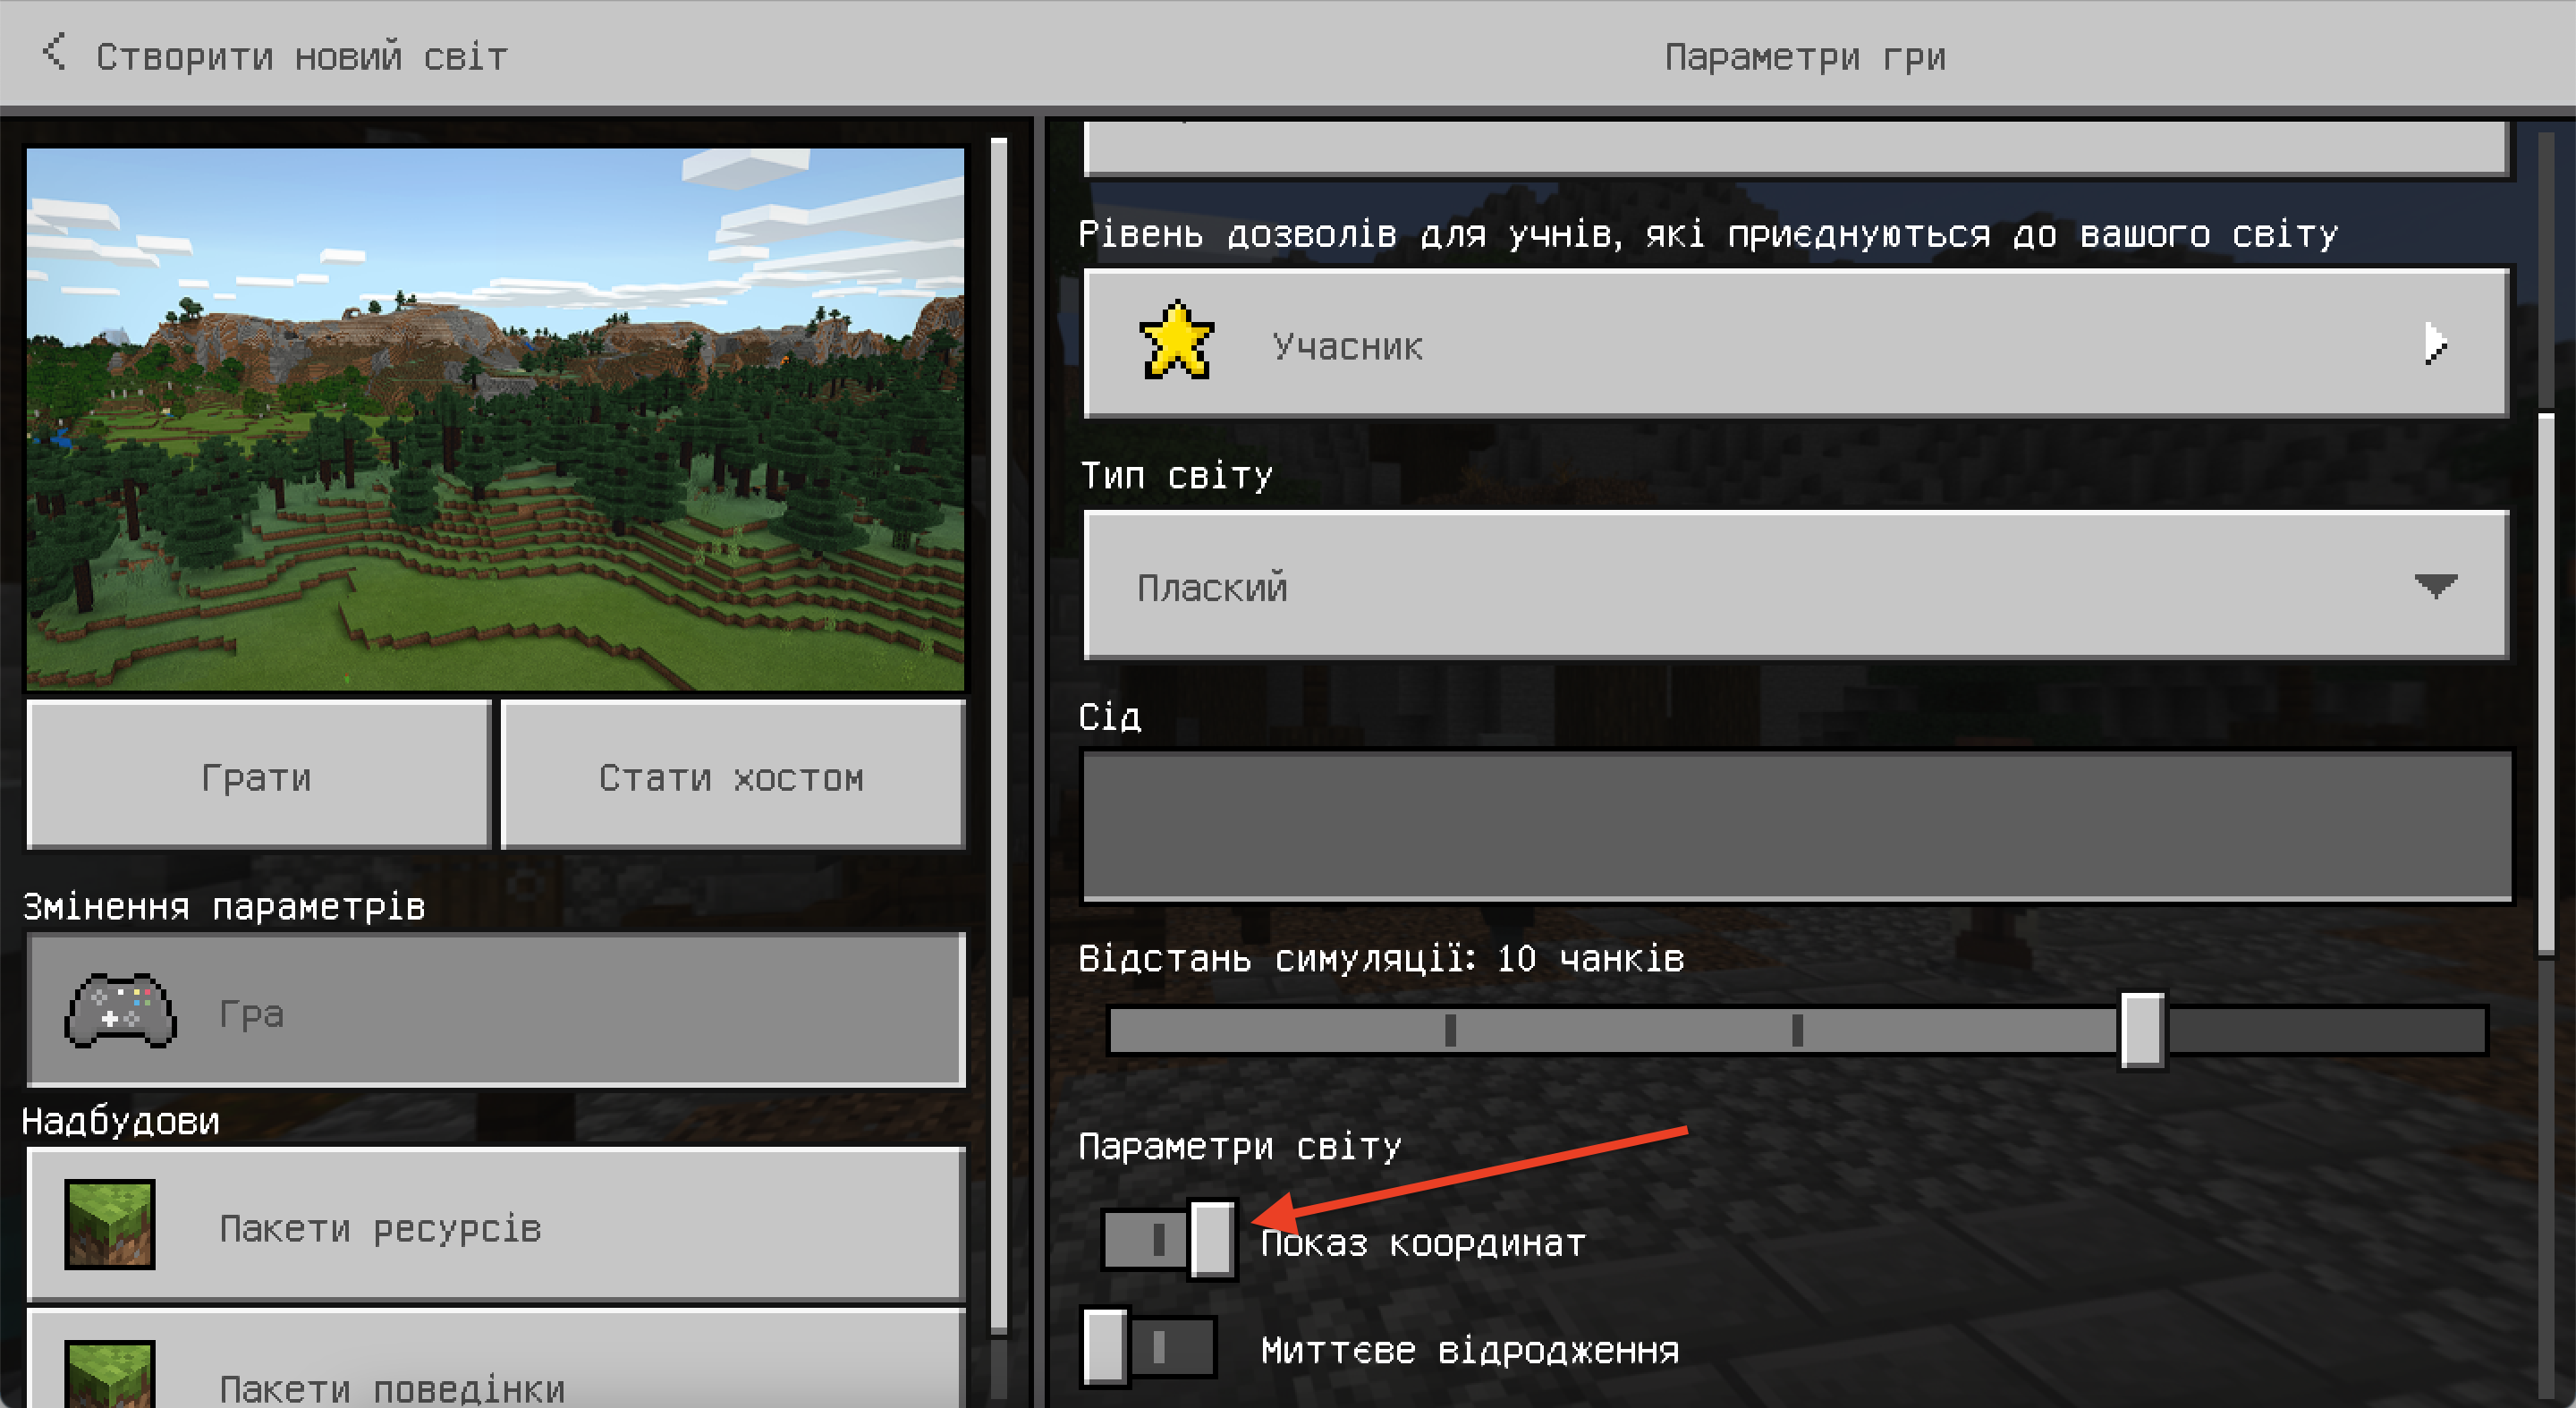 Створити новий світ
Параметри гри
Грати
Стати хостом
Змінення параметрів
Гра
Надбудови
Пакети ресурсів
Пакети поведінки
Рівень дозволів для учнів, які приєднуються до вашого світу
Учасник
Тип світу
Плаский
Сід
Відстань симуляції: 10 чанків
Параметри світу
Показ координат
Миттєве відродження